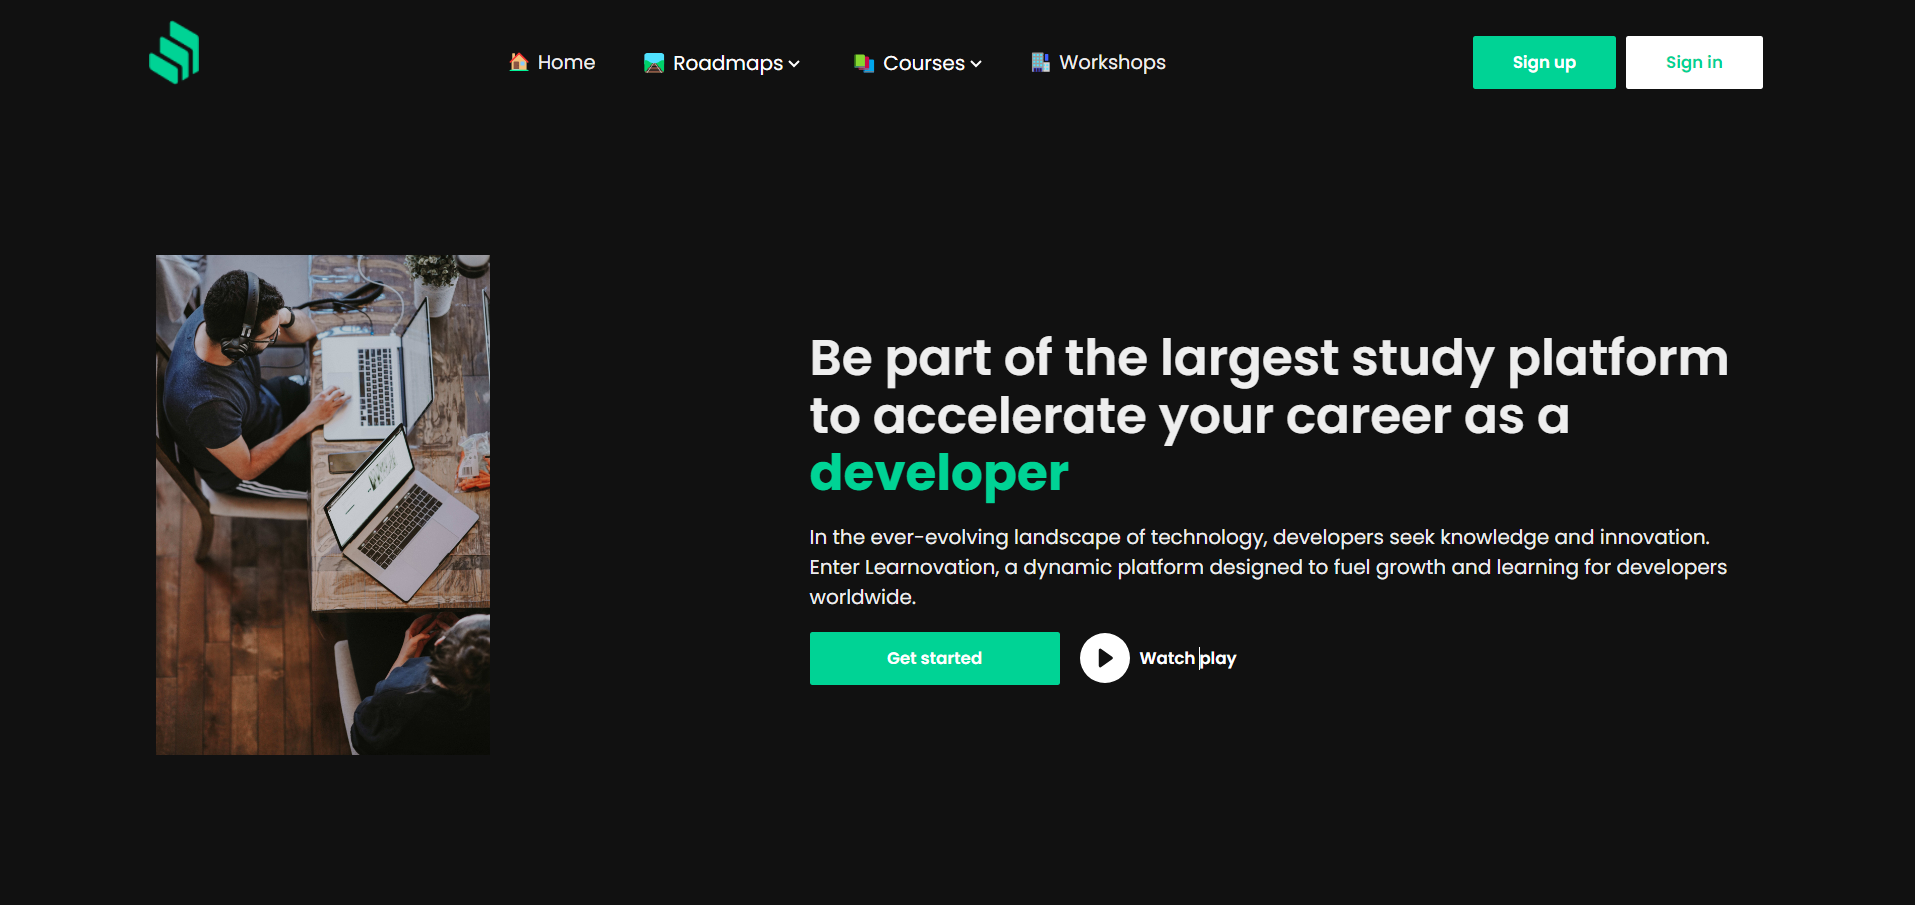 Home
Roadmaps
Courses
Workshops
Sign up
Sign in
Be part of the largest study platform
to accelerate your career as a
developer
In the ever-evolving landscape of technology, developers seek knowledge and innovation.
Enter Learnovation, a dynamic platform designed to fuel growth and learning for developers
worldwide.
Get started
Watch play